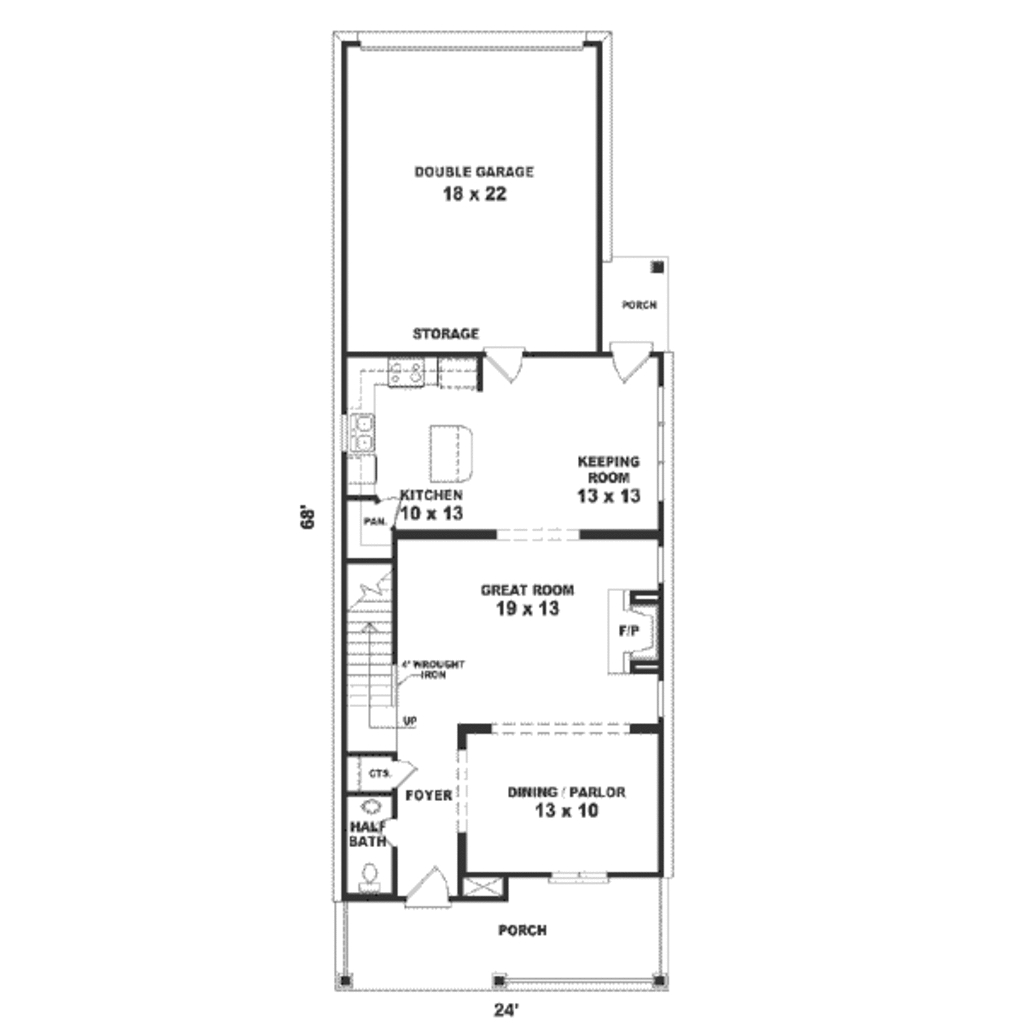 DOUBLE GARAGE
18 x 22
PORCH
STORAGE
KEEPING
ROOM
13 x 13
KITCHEN
10 x 13
PAN.
68'
GREAT ROOM
19 x 13
F/P
4' WROUGHT
IRON
UP
CTS.
FOYER
DINING / PARLOR
13 x 10
HALF
BATH
PORCH
24'